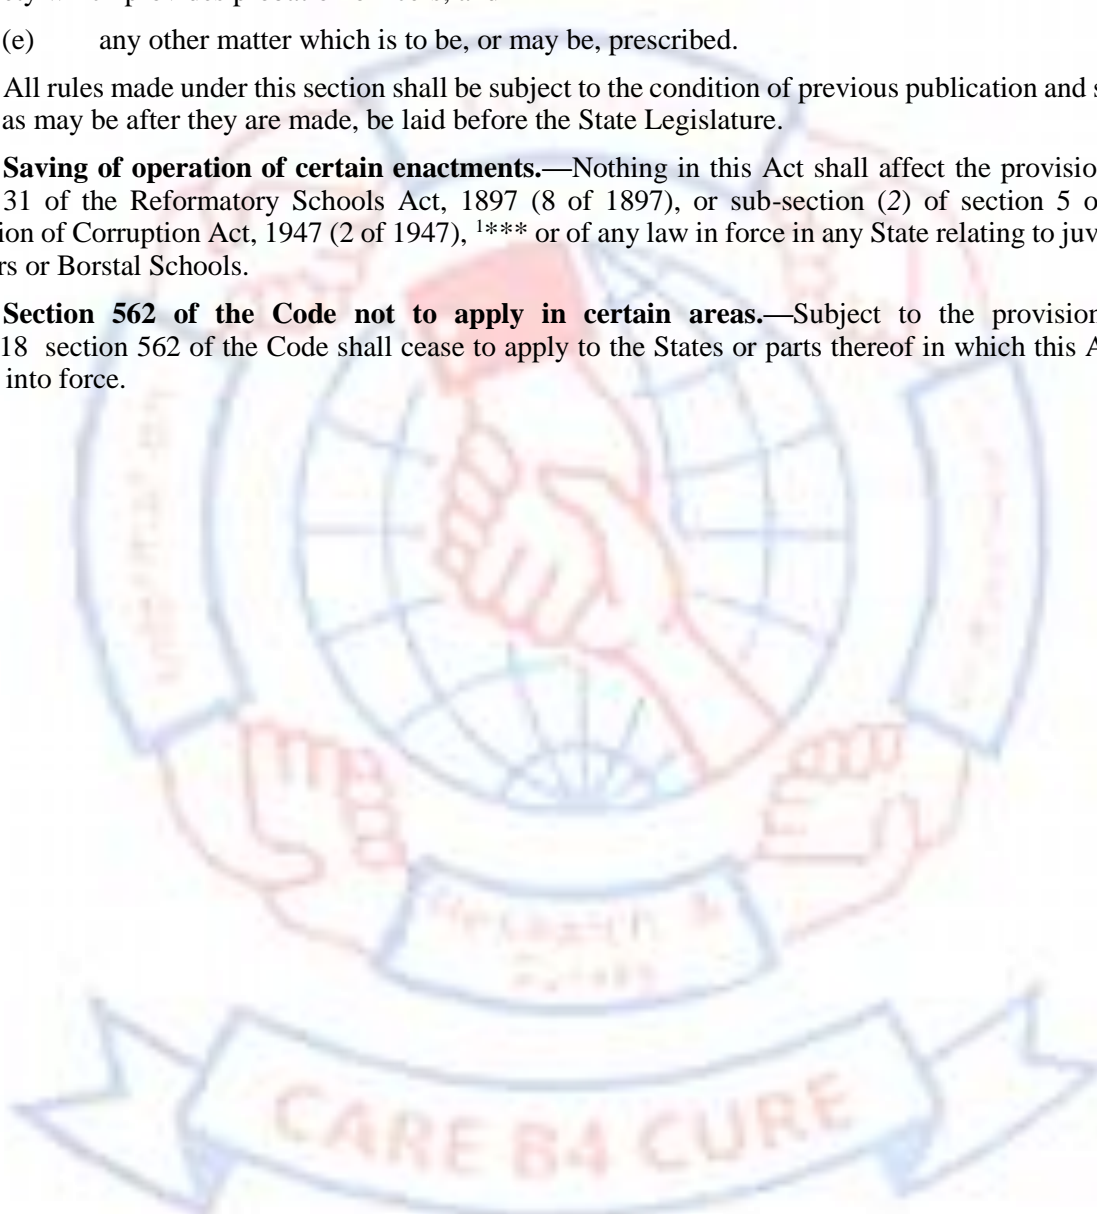 (e) any other matter which is to be, or may be, prescribed.
All rules made under this section shall be subject to the condition of previous publication and
as may be after they are made, be laid before the State Legislature.
Saving of operation of certain enactments.—Nothing in this Act shall affect the provision
31 of the Reformatory Schools Act, 1897 (8 of 1897), or sub-section (2) of section 5 o
ion of Corruption Act, 1947 (2 of 1947), 1*** or of any law in force in any State relating to juv
rs or Borstal Schools.
Section 562 of the Code not to apply in certain areas.—Subject to the provision
18 section 562 of the Code shall cease to apply to the States or parts thereof in which this A
into force.
Research &
CARE B4 CURE